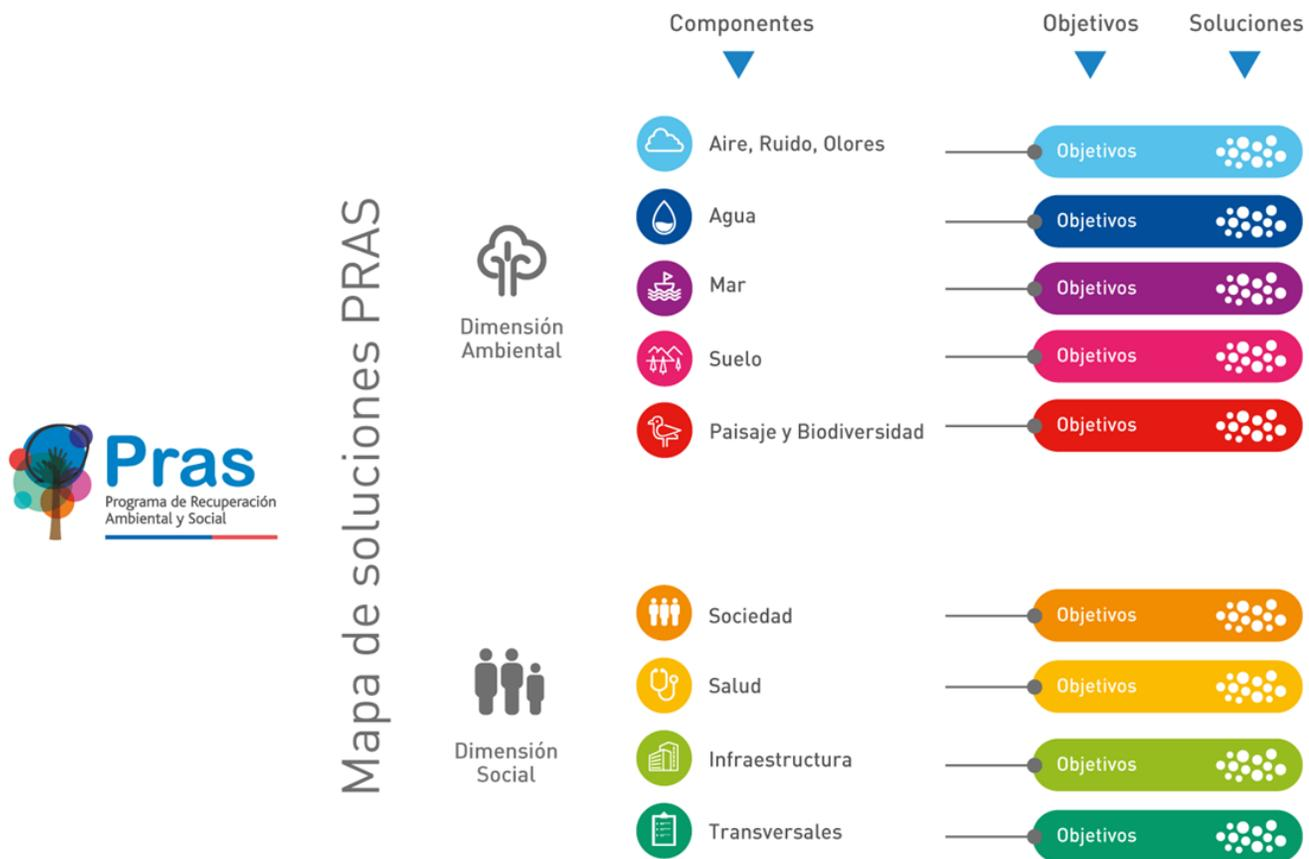 Componentes
Objetivos
Soluciones
Mapa de soluciones PRAS
Pras
Programa de Recuperación
Ambiental y Social
Dimensión
Ambiental
Aire, Ruido, Olores
Objetivos
Agua
Objetivos
Mar
Objetivos
Suelo
Objetivos
Paisaje y Biodiversidad
Objetivos
Dimensión
Social
Sociedad
Objetivos
Salud
Objetivos
Infraestructura
Objetivos
Transversales
Objetivos